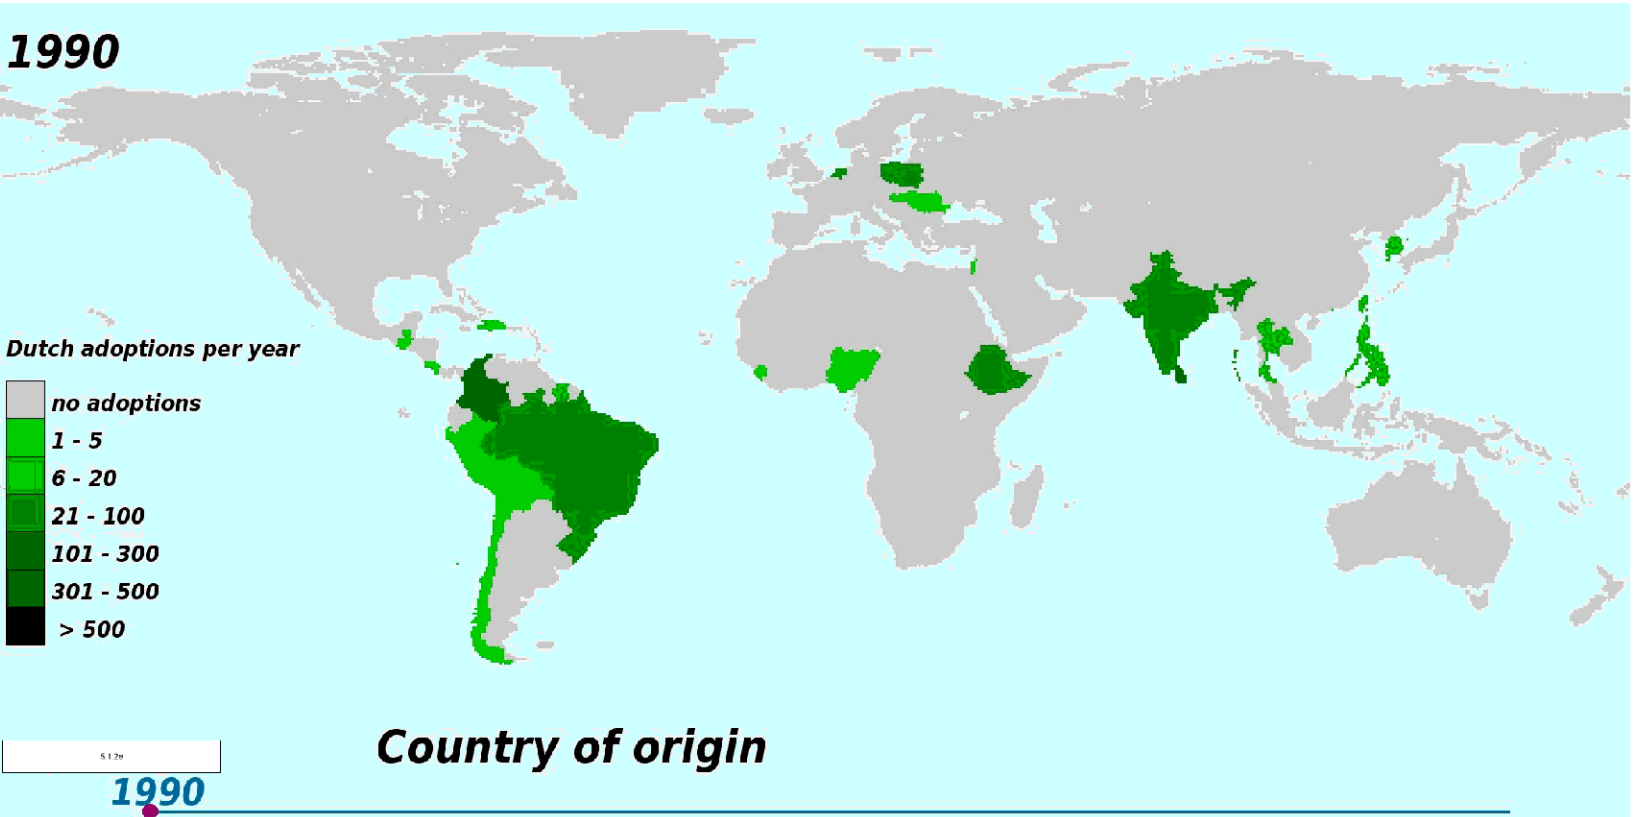 1990
Dutch adoptions per year
no adoptions
1 - 5
6 - 20
21 - 100
101 - 300
301 - 500
> 500
Country of origin
1990